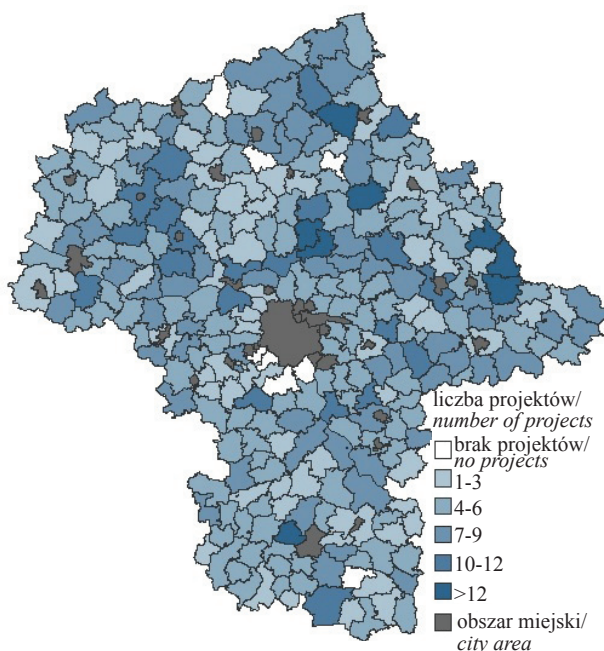 liczba projektów/
number of projects
brak projektów/
no projects
1-3
4-6
7-9
10-12
>12
obszar miejski/
city area